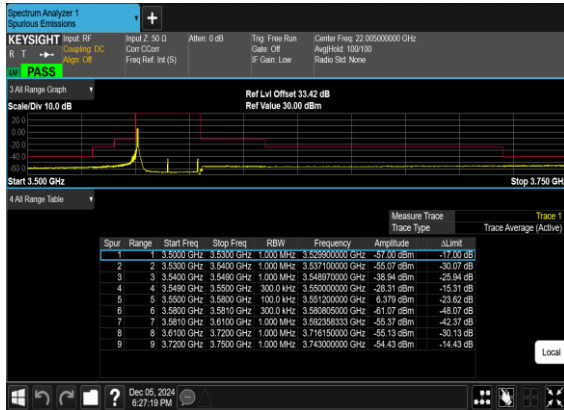 Spectrum Analyzer 1
Spurious Emissions
+
KEYSIGHT Input: RF Input Z: 50 Ω Atten: 0 dB Trig: Free Run Center Freq: 22.005000000 GHz
R T Coupling: DC Corr CCorr Gate: Off Avg|Hold: 100/100
Align: Off Freq Ref: Int (S) IF Gain: Low Radio Std: None
LXI PASS
3 All Range Graph Ref Lvl Offset 33.42 dB
Scale/Div 10.0 dB Ref Value 30.00 dBm
20.0
0.00
-20.0
-40.0
-60.0
Start 3.500 GHz Stop 3.750 GH
4 All Range Table
Measure Trace Trace 1
Trace Type Trace Average (Active)
Spur Range Start Freq Stop Freq RBW Frequency Amplitude ΔLimit
1 1 3.5000 GHz 3.5300 GHz 1.000 MHz 3.529900000 GHz -57.00 dBm -17.00 dB
2 2 3.5300 GHz 3.5400 GHz 1.000 MHz 3.537100000 GHz -55.07 dBm -30.07 dB
3 3 3.5400 GHz 3.5490 GHz 1.000 MHz 3.548970000 GHz -38.94 dBm -25.94 dB
4 4 3.5490 GHz 3.5500 GHz 300.0 kHz 3.550000000 GHz -28.31 dBm -15.31 dB
5 5 3.5500 GHz 3.5800 GHz 100.0 kHz 3.551200000 GHz 6.379 dBm -23.62 dB
6 6 3.5800 GHz 3.5810 GHz 300.0 kHz 3.580805000 GHz -61.07 dBm -48.07 dB
7 7 3.5810 GHz 3.6100 GHz 1.000 MHz 3.592358333 GHz -55.37 dBm -42.37 dB
8 8 3.6100 GHz 3.7200 GHz 1.000 MHz 3.716150000 GHz -55.13 dBm -30.13 dB
9 9 3.7200 GHz 3.7500 GHz 1.000 MHz 3.743000000 GHz -54.43 dBm -14.43 dB
Local
? Dec 05, 2024
6:27:19 PM